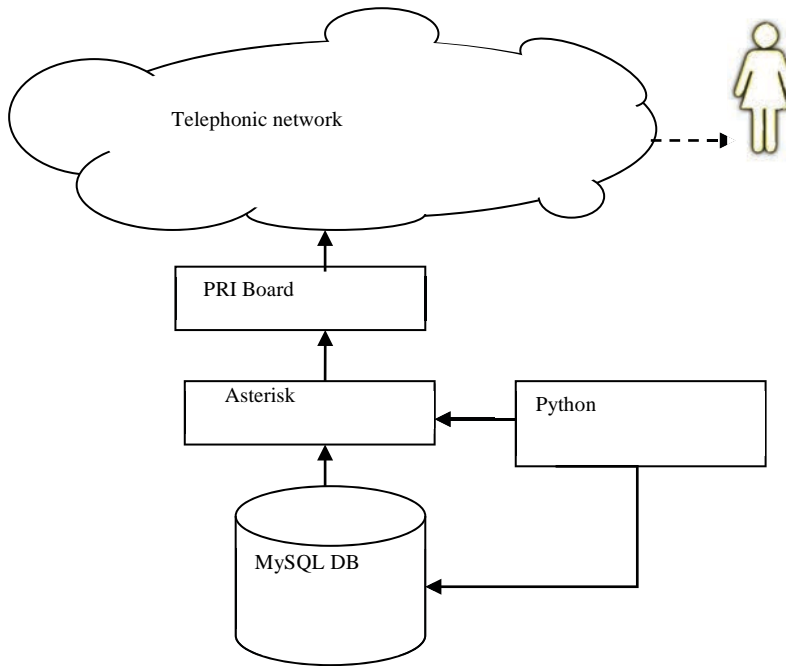 Telephonic network
PRI Board
Asterisk
Python
MySQL DB